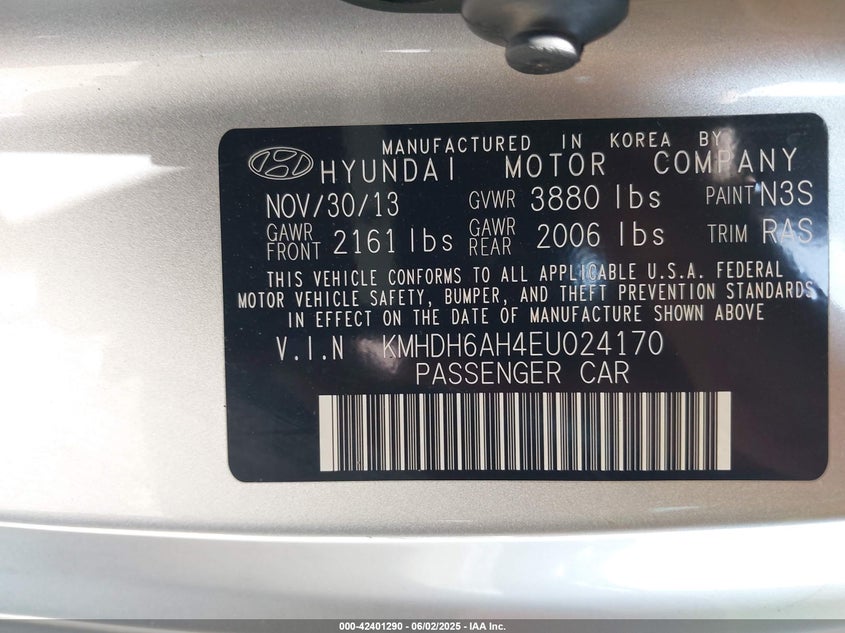 MANUFACTURED IN KOREA BY
HYUNDAI MOTOR COMPANY
NOV/30/13 GVWR 3880 lbs PAINT N3S
GAWR FRONT 2161 lbs GAWR REAR 2006 lbs TRIM RAS
THIS VEHICLE CONFORMS TO ALL APPLICABLE U.S.A. FEDERAL
MOTOR VEHICLE SAFETY, BUMPER, AND THEFT PREVENTION STANDARDS
IN EFFECT ON THE DATE OF MANUFACTURE SHOWN ABOVE
V.I.N KMHDH6AH4EU024170
PASSENGER CAR
000-42401290 - 06/02/2025 - IAA Inc.